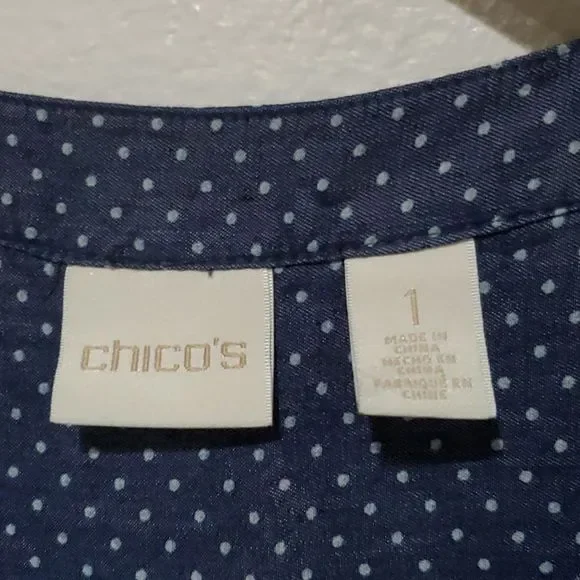 chico's
1
MADE IN
CHINA
HECHO EN
CHINA
FABRIQUÉ EN
CHINE